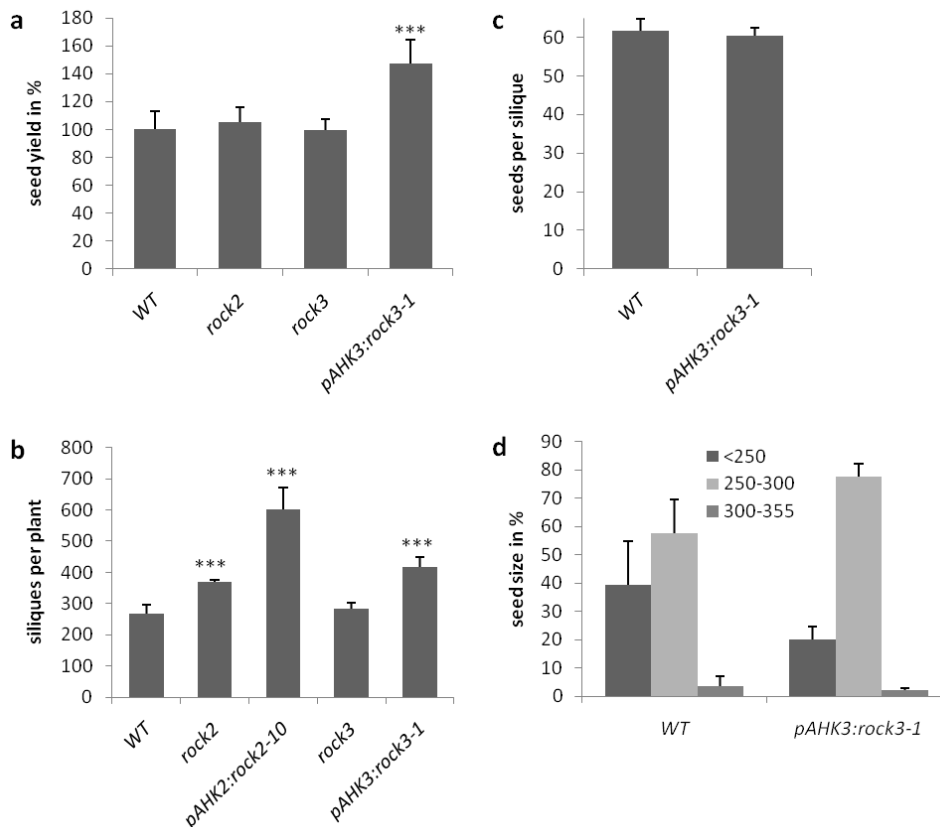 a
seed yield in %
180
160
140
120
100
80
60
40
20
0
***
WT
rock2
rock3
pAHK3:rock3-1
c
seeds per silique
60
50
40
30
20
10
0
WT
pAHK3:rock3-1
b
siliques per plant
800
700
600
500
400
300
200
100
0
***
***
***
WT
rock2
pAHK2:rock2-10
rock3
pAHK3:rock3-1
d
seed size in %
90
80
70
60
50
40
30
20
10
0
<250
250-300
300-355
WT
pAHK3:rock3-1